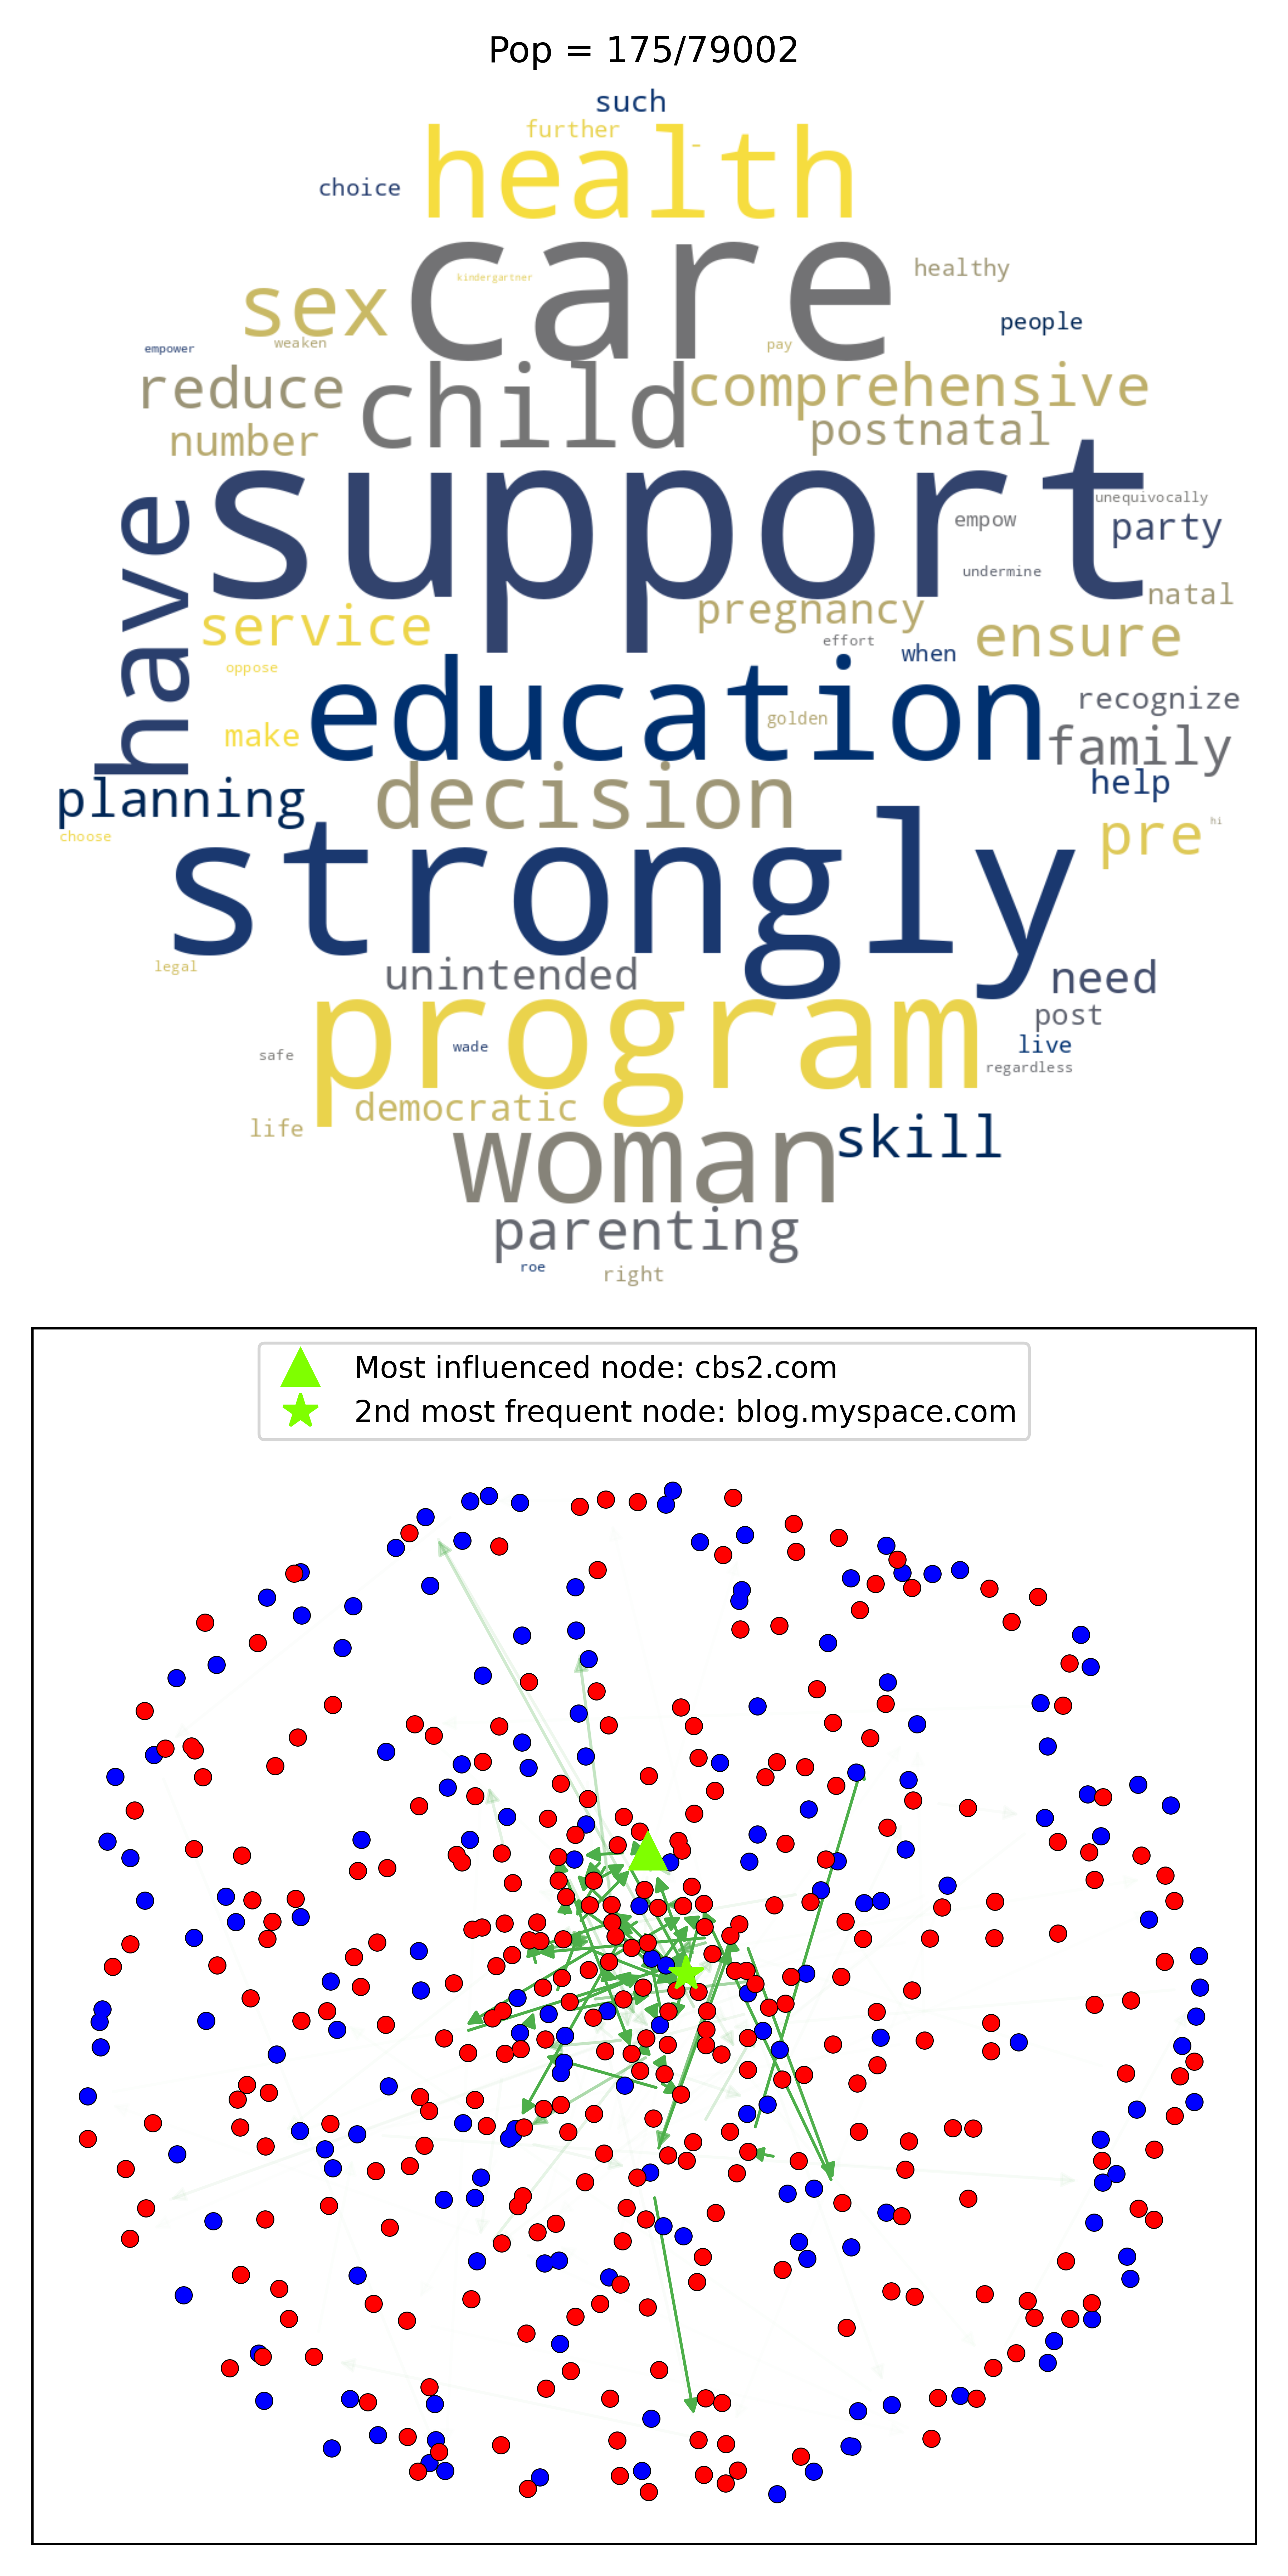 Pop = 175/79002
such
further
health
choice
care
healthy
kindergartner
sex
people
weaken
pay
empower
reduce
child
comprehensive
number
postnatal
support
have
unequivocally
empow
party
undermine
natal
service
pregnancy
effort
when
ensure
oppose
education
recognize
golden
make
family
planning
decision
help
choose
pre
hi
strongly
legal
unintended
need
program
post
safe
wade
live
regardless
life
democratic
skill
woman
parenting
roe
right
Most influenced node: cbs2.com
2nd most frequent node: blog.myspace.com